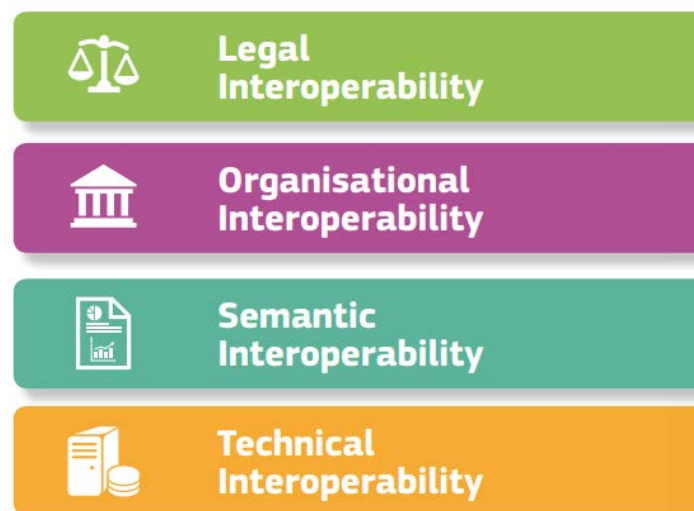 Legal
Interoperability
Organisational
Interoperability
Semantic
Interoperability
Technical
Interoperability